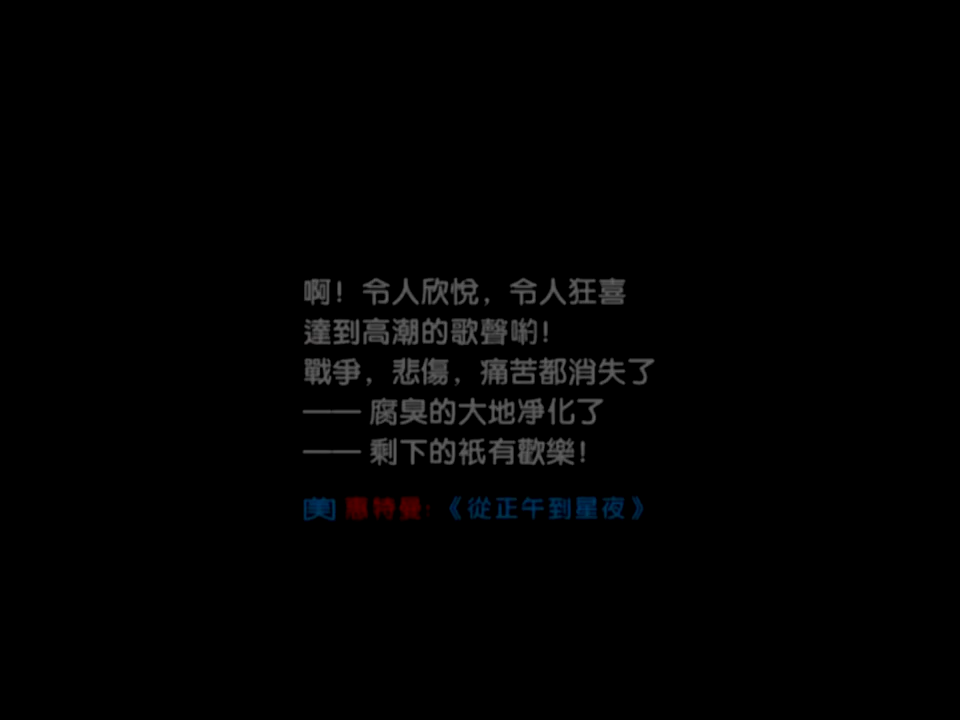 啊！令人欣悅，令人狂喜
達到高潮的歌聲喲！
戰爭，悲傷，痛苦都消失了
—— 腐臭的大地凈化了
—— 剩下的祇有歡樂！
[美] 惠特曼：《從正午到星夜》